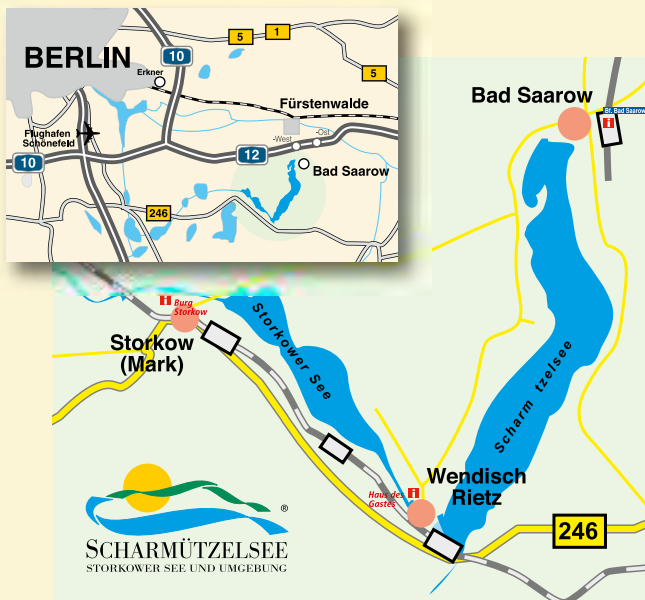 BERLIN
10
5
1
5
Erkner
Fürstenwalde
Flughafen
Schönefeld
-West
-Ost
10
12
Bad Saarow
246
Bad Saarow
Bf. Bad Saarow
i
i
Burg
Storkow
Storkow
(Mark)
Storkower See
Scharm tzelsee
Wendisch
Rietz
i
Haus des
Gastes
246
®
SCHARMÜTZELSEE
STORKOWER SEE UND UMGEBUNG